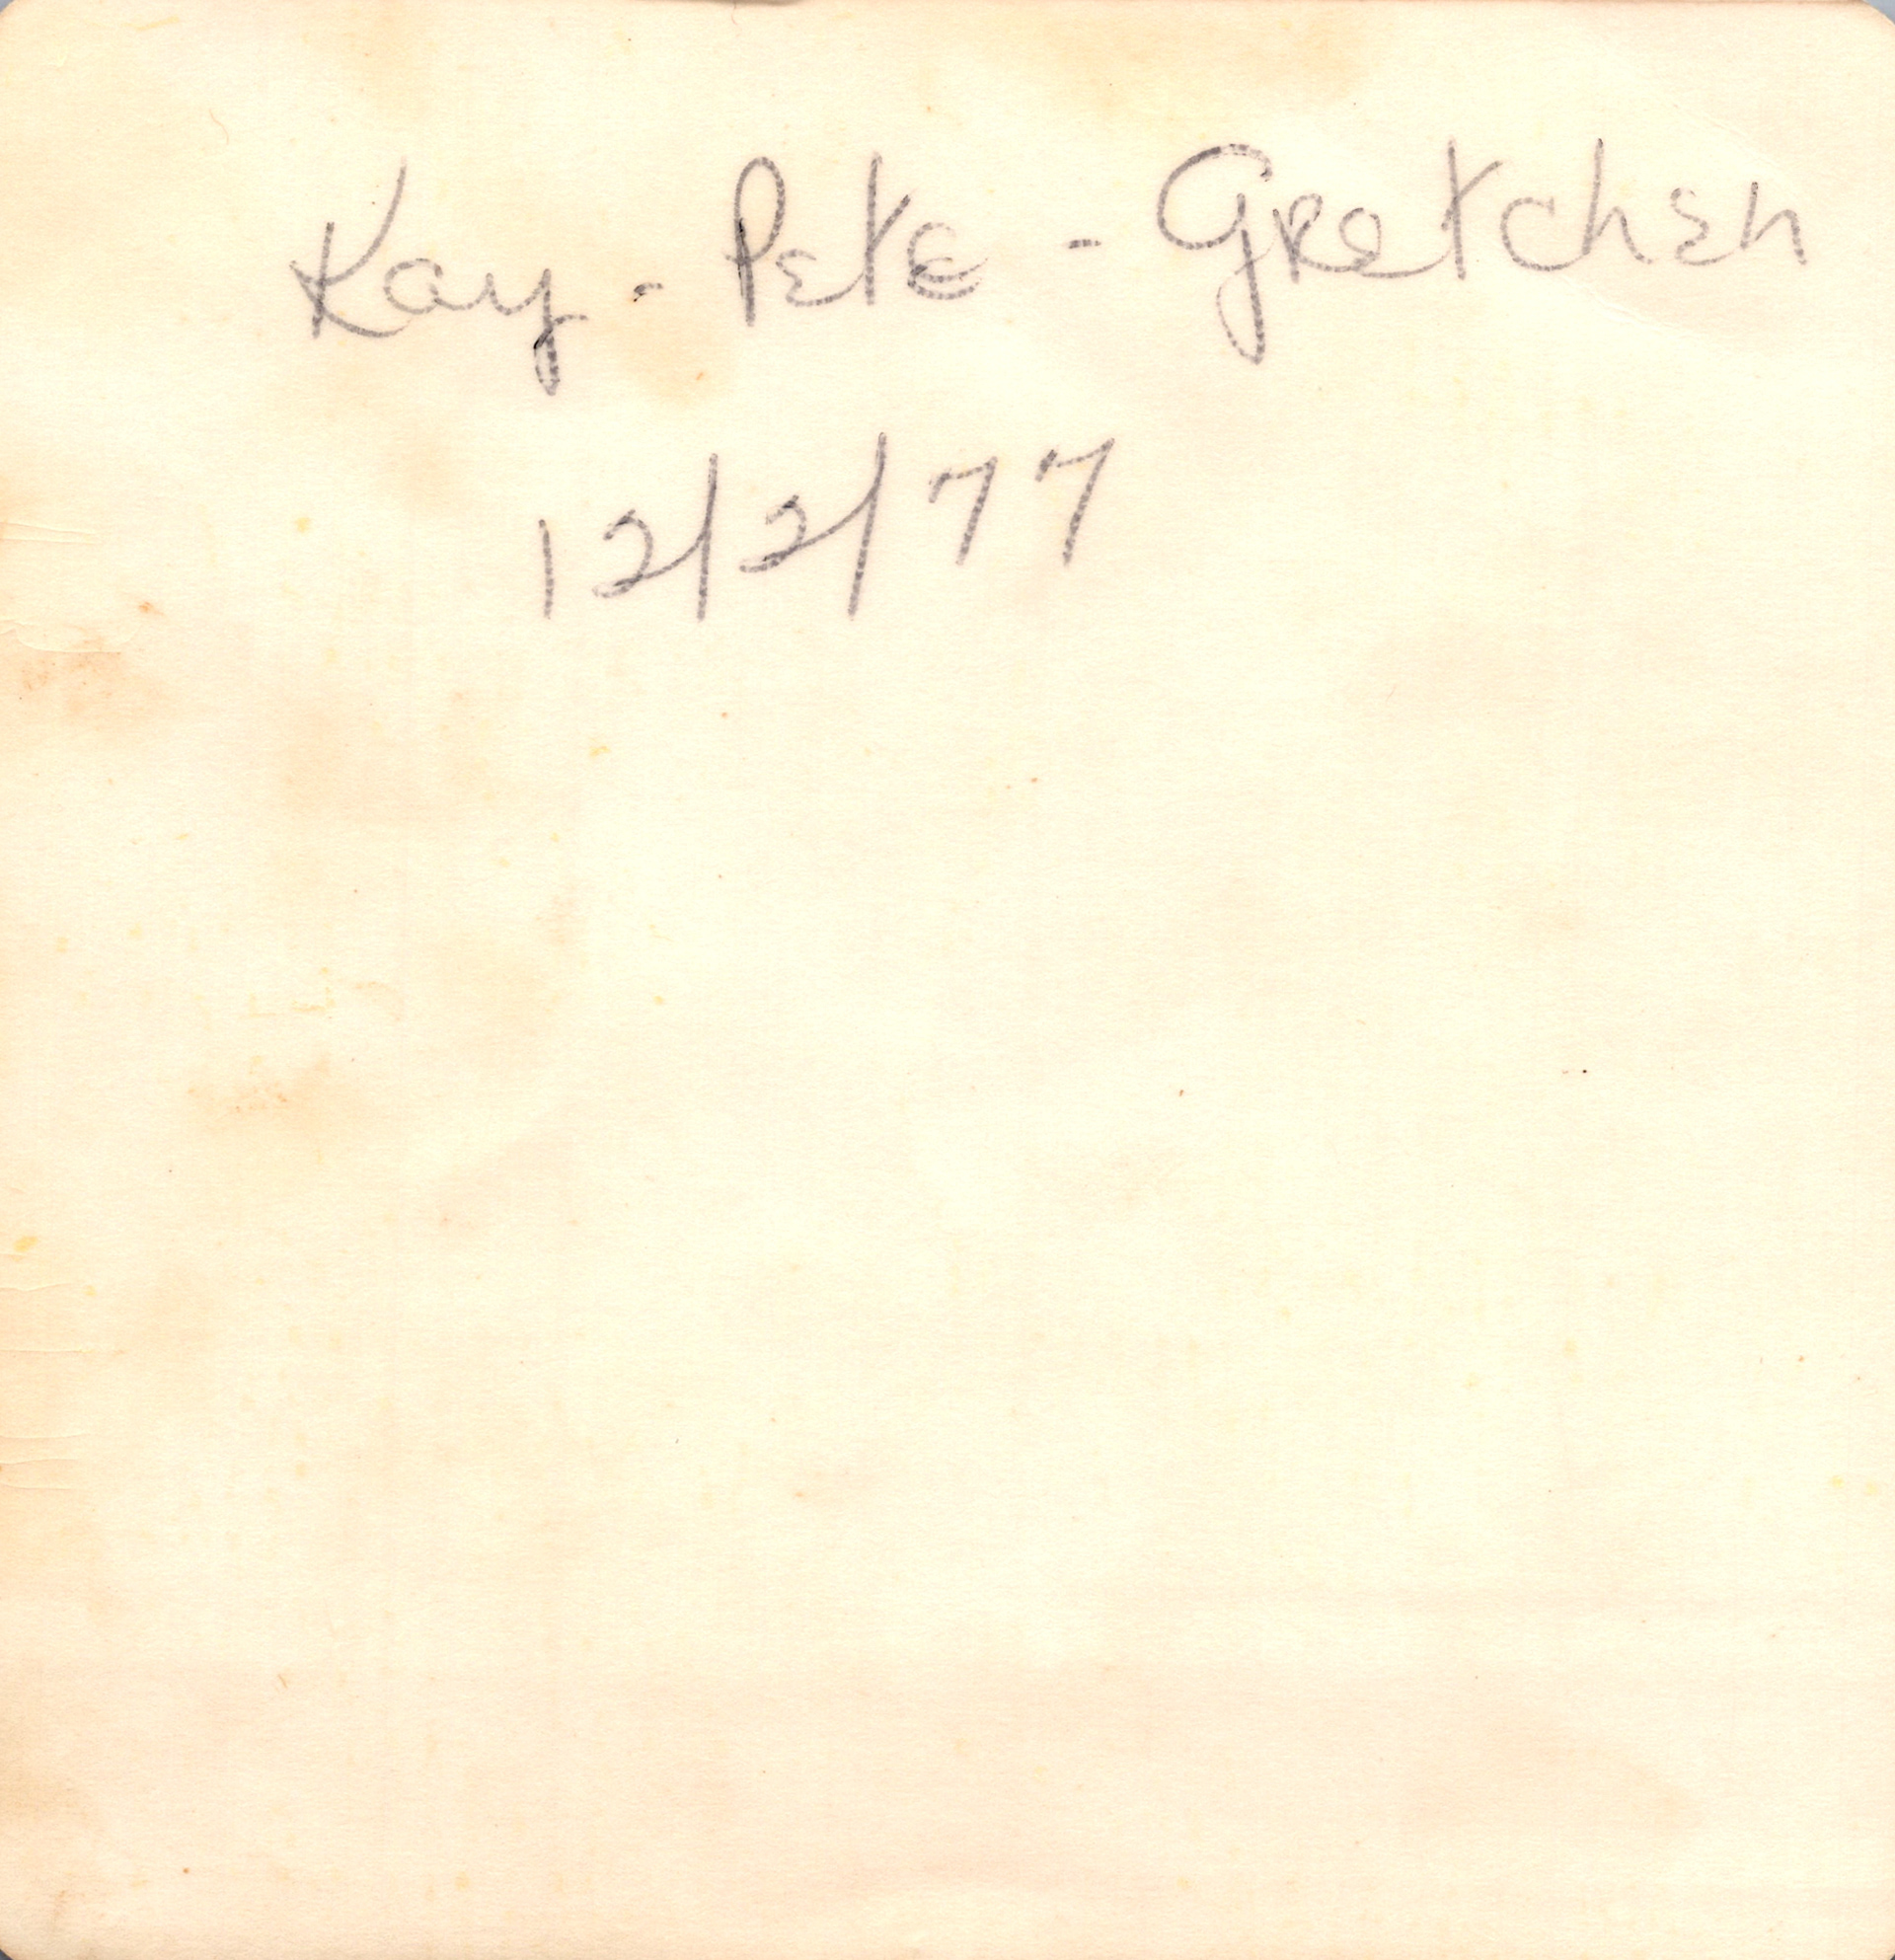 Kay - Pete - Gretchen
12/2/77